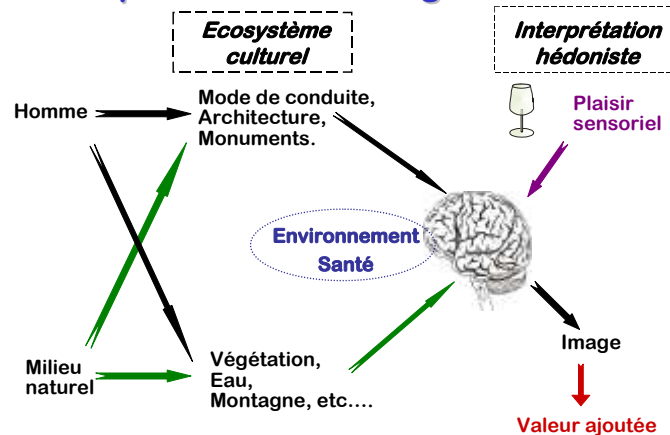 Ecosystème
culturel
Interprétation
hédoniste
Homme
Mode de conduite,
Architecture,
Monuments.
Plaisir
sensoriel
Environnement
Santé
Milieu
naturel
Végétation,
Eau,
Montagne, etc....
Image
Valeur ajoutée